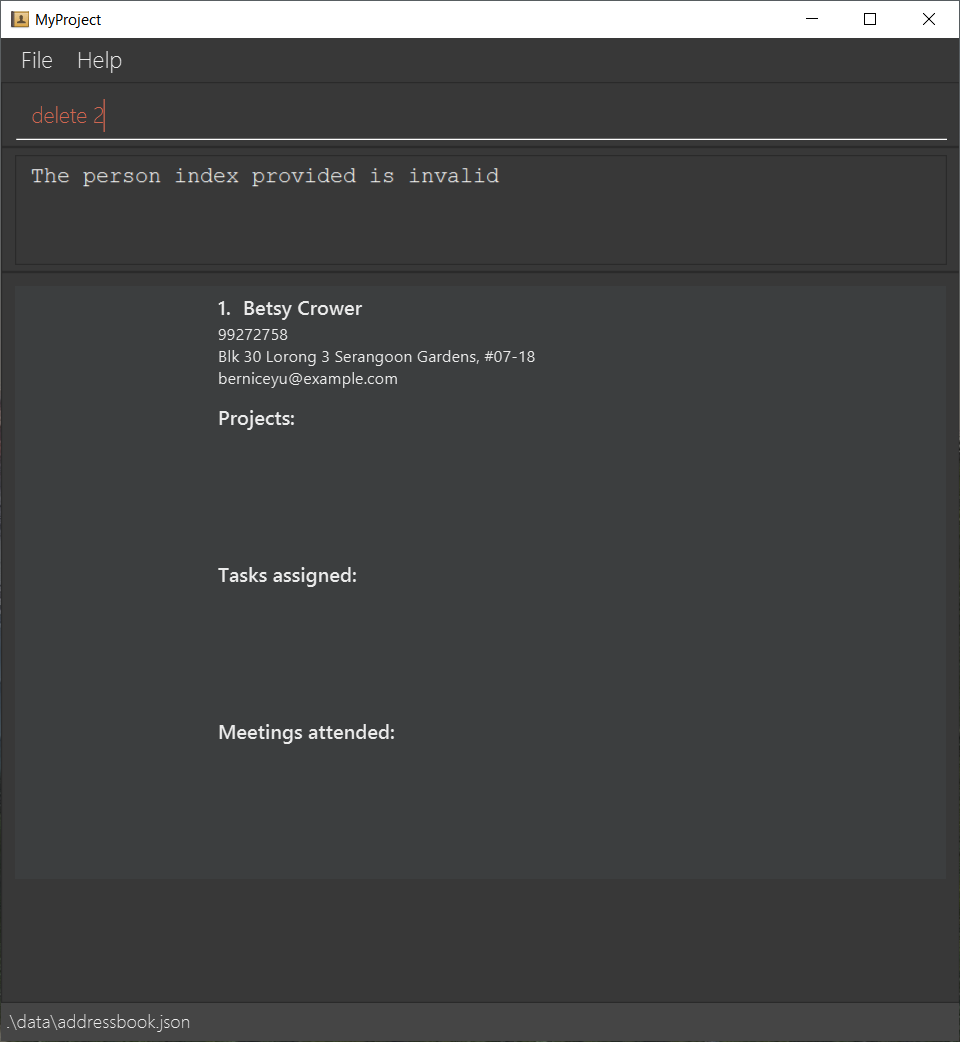 MyProject
File Help
delete 2
The person index provided is invalid
1. Betsy Crower
99272758
Blk 30 Lorong 3 Serangoon Gardens, #07-18
berniceyu@example.com
Projects:
Tasks assigned:
Meetings attended:
.\data\addressbook.json